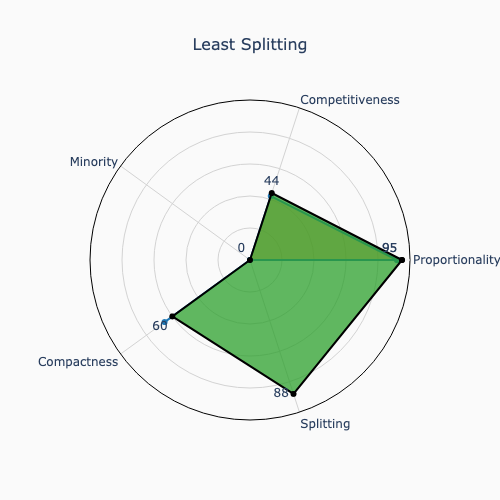 Least Splitting
Competitiveness
Minority
44
0
95
Proportionality
60
Compactness
88
Splitting